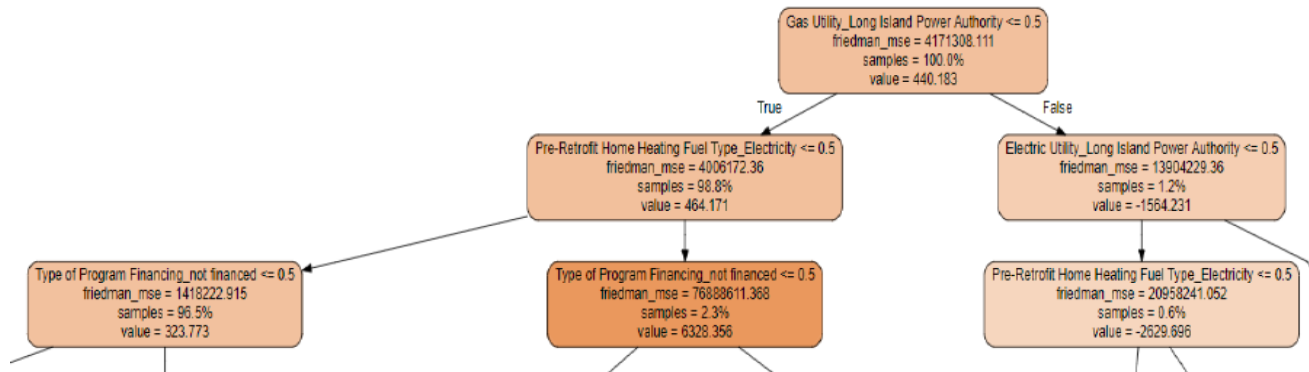 Gas Utility_Long Island Power Authority <= 0.5
friedman_mse = 4171308.111
samples = 100.0%
value = 440.183
True
False
Pre-Retrofit Home Heating Fuel Type_Electricity <= 0.5
friedman_mse = 4006172.36
samples = 98.8%
value = 464.171
Electric Utility_Long Island Power Authority <= 0.5
friedman_mse = 13904229.36
samples = 1.2%
value = -1564.231
Type of Program Financing_not financed <= 0.5
friedman_mse = 1418222.915
samples = 96.5%
value = 323.773
Type of Program Financing_not financed <= 0.5
friedman_mse = 76888611.368
samples = 2.3%
value = 6328.356
Pre-Retrofit Home Heating Fuel Type_Electricity <= 0.5
friedman_mse = 20958241.052
samples = 0.6%
value = -2629.696